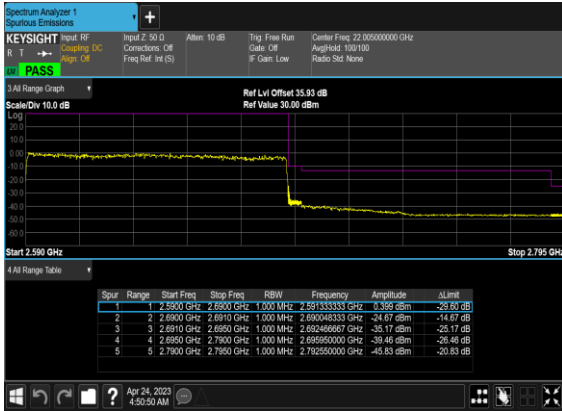 Spectrum Analyzer 1
Spurious Emissions
+
KEYSIGHT Input: RF Input Z: 50 Ω Atten: 10 dB Trig: Free Run Center Freq: 22.005000000 GHz
R T Coupling: DC Corrections: Off Gate: Off Avg|Hold: 100/100
Align: Off Freq Ref: Int (S) IF Gain: Low Radio Std: None
PASS
3 All Range Graph
Ref Lvl Offset 35.93 dB
Scale/Div 10.0 dB Ref Value 30.00 dBm
Log
20.0
10.0
0.00
-10.0
-20.0
-30.0
-40.0
-50.0
-60.0
Start 2.590 GHz Stop 2.795 GHz
4 All Range Table
Spur Range Start Freq Stop Freq RBW Frequency Amplitude ΔLimit
1 1 2.5900 GHz 2.6900 GHz 1.000 MHz 2.591333333 GHz 0.399 dBm -29.60 dB
2 2 2.6900 GHz 2.6910 GHz 1.000 MHz 2.690048333 GHz -24.67 dBm -14.67 dB
3 3 2.6910 GHz 2.6950 GHz 1.000 MHz 2.692466667 GHz -35.17 dBm -25.17 dB
4 4 2.6950 GHz 2.7900 GHz 1.000 MHz 2.695950000 GHz -39.46 dBm -26.46 dB
5 5 2.7900 GHz 2.7950 GHz 1.000 MHz 2.792550000 GHz -45.83 dBm -20.83 dB
? Apr 24, 2023
4:50:50 AM